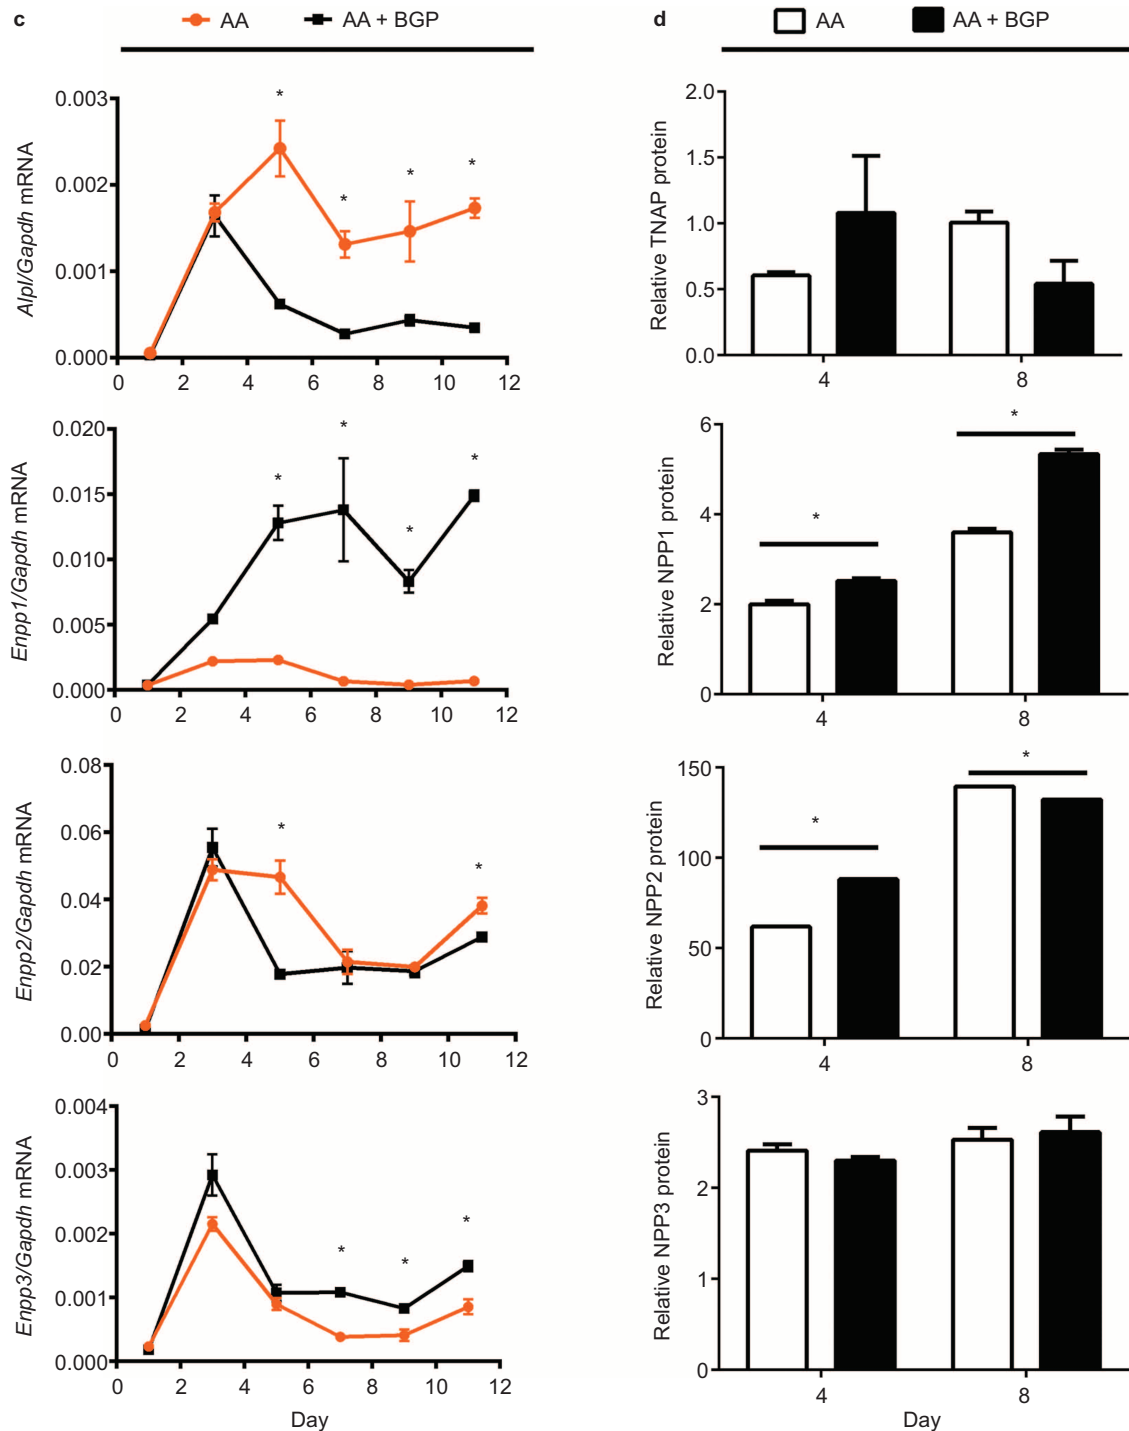 c
AA
AA + BGP
Alpl/Gapdh mRNA
0.003
*
0.002
*
*
*
0.001
0.000
0 2 4 6 8 10 12
Enpp1/Gapdh mRNA
0.020
*
*
*
0.015
*
0.010
0.005
0.000
0 2 4 6 8 10 12
Enpp2/Gapdh mRNA
0.08
0.06
*
*
0.04
0.02
0.00
0 2 4 6 8 10 12
Enpp3/Gapdh mRNA
0.004
0.003
*
0.002
*
*
0.001
0.000
0 2 4 6 8 10 12
Day
d
AA
AA + BGP
Relative TNAP protein
2.0
1.5
1.0
0.5
0.0
4 8
Relative NPP1 protein
6
*
4
*
2
0
4 8
Relative NPP2 protein
150
*
*
100
50
0
4 8
Relative NPP3 protein
3
2
1
0
4 8
Day